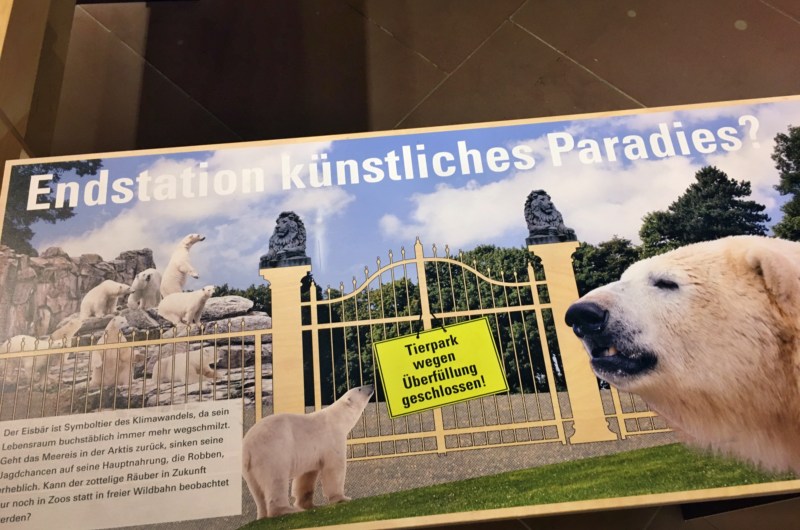 Endstation künstliches Paradies?
Tierpark
wegen
Überfüllung
geschlossen!
Der Eisbär ist Symboltier des Klimawandels, da sein
Lebensraum buchstäblich immer mehr wegschmilzt.
Geht das Meereis in der Arktis zurück, sinken seine
Jagdchancen auf seine Hauptnahrung, die Robben,
erheblich. Kann der zottelige Räuber in Zukunft
nur noch in Zoos statt in freier Wildbahn beobachtet
werden?